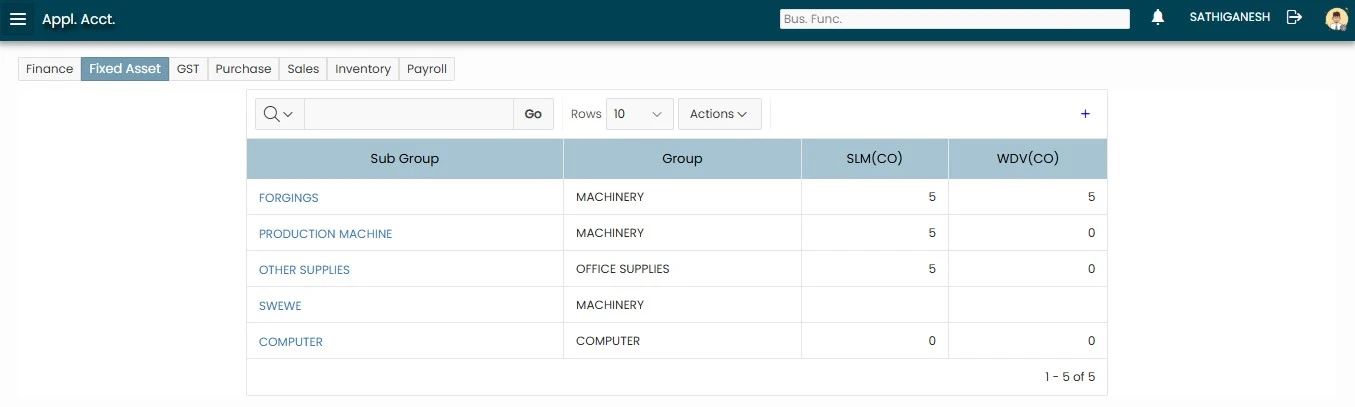 Appl. Acct. Bus. Func. SATHIGANESH
Finance Fixed Asset GST Purchase Sales Inventory Payroll
Go Rows 10 Actions +
Sub Group Group SLM(CO) WDV(CO)
FORGINGS MACHINERY 5 5
PRODUCTION MACHINE MACHINERY 5 0
OTHER SUPPLIES OFFICE SUPPLIES 5 0
SWEWE MACHINERY
COMPUTER COMPUTER 0 0
1 - 5 of 5